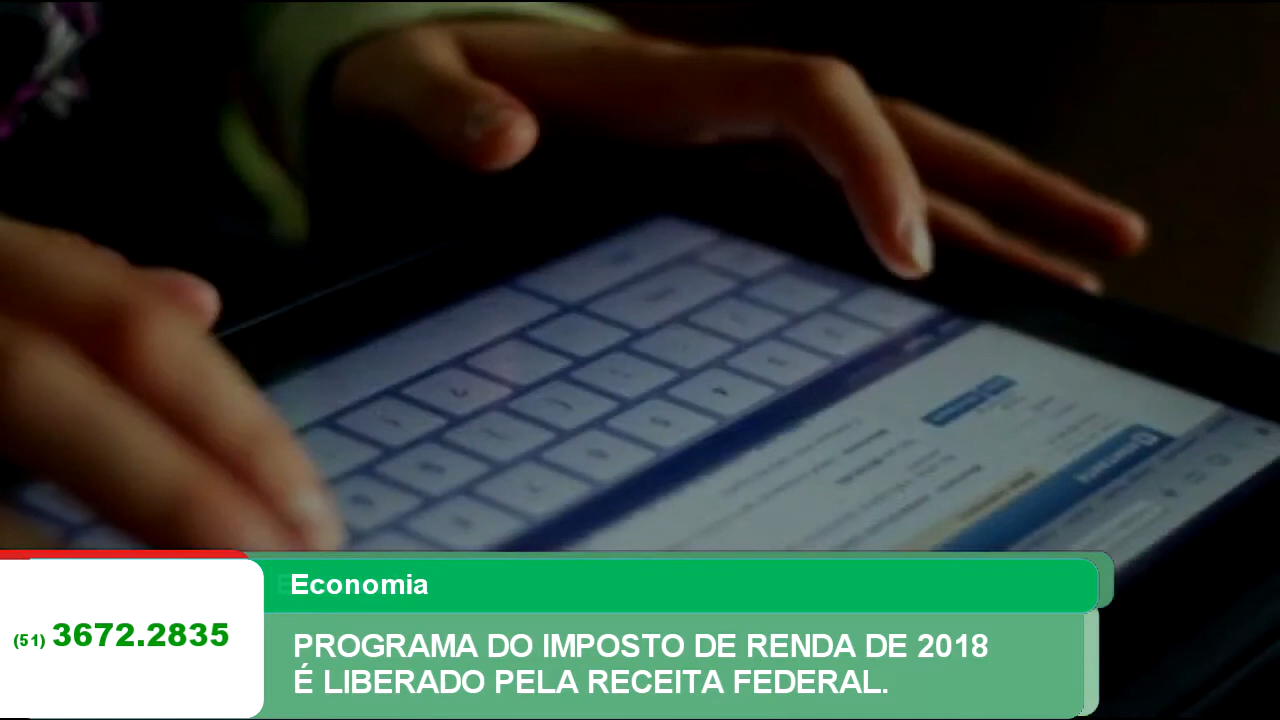 Economia
(51) 3672.2835
PROGRAMA DO IMPOSTO DE RENDA DE 2018
É LIBERADO PELA RECEITA FEDERAL.